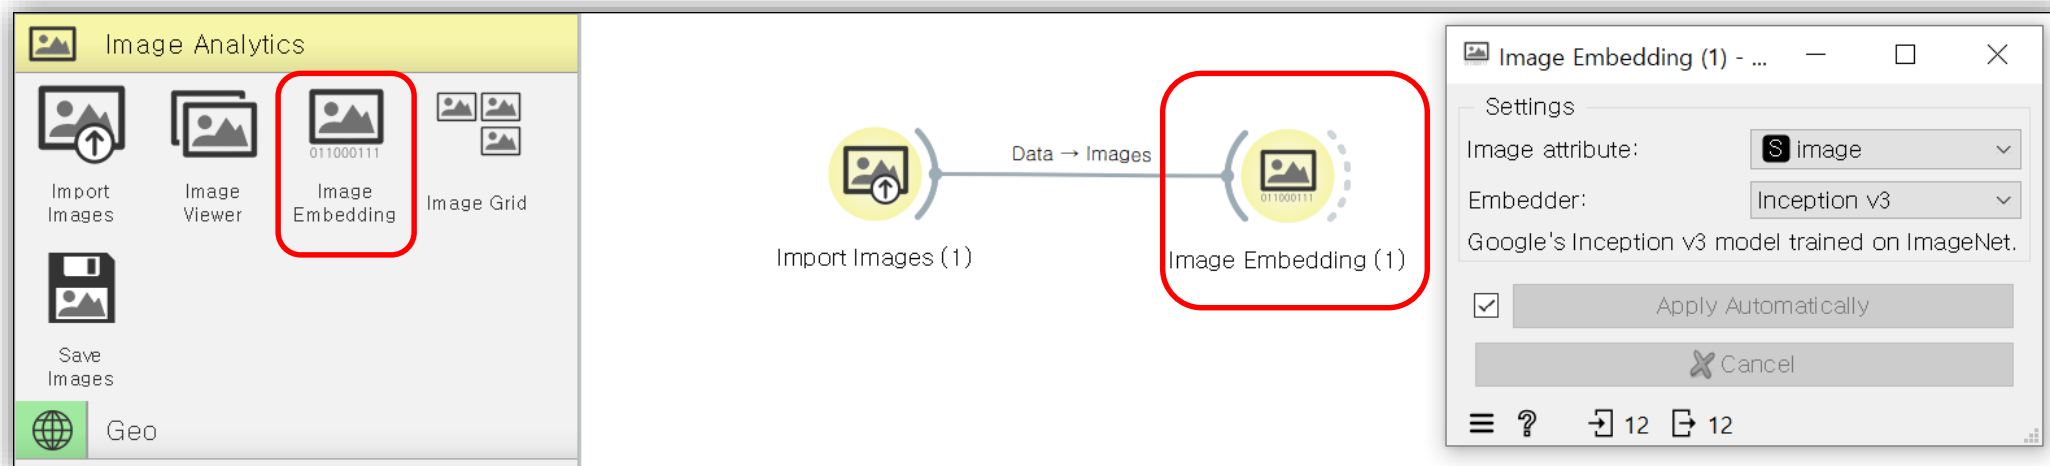 Image Analytics
Import Images
Image Viewer
011000111
Image Embedding
Image Grid
Save Images
Geo
Data → Images
Import Images (1)
011000111
Image Embedding (1)
Image Embedding (1) - ...
Settings
Image attribute:
S image
Embedder:
Inception v3
Google's Inception v3 model trained on ImageNet.
Apply Automatically
Cancel
? 12 12